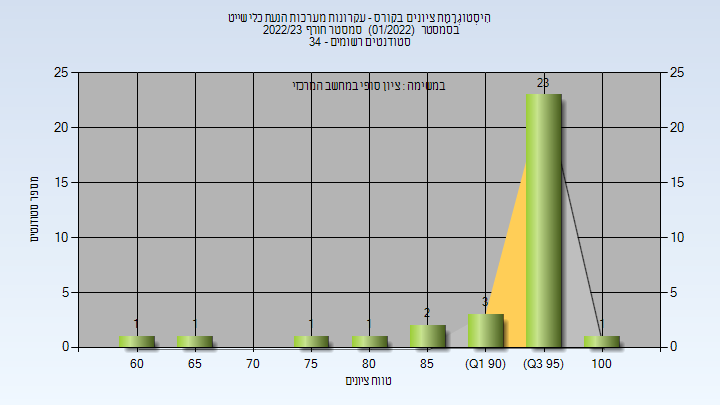 היסטוגרמת ציונים בקורס - עקרונות מערכות הנעת כלי שייט
בסמסטר (01/2022) סמסטר חורף 2022/23
סטודנטים רשומים - 34
במשימה : ציון סופי במחשב המרכזי
25 25
20 20
15 15
10 10
5 5
0 0
מספר סטודנטים
1 1 1 1 2 3 23 1
60 65 70 75 80 85 (Q1 90) (Q3 95) 100
טווח ציונים